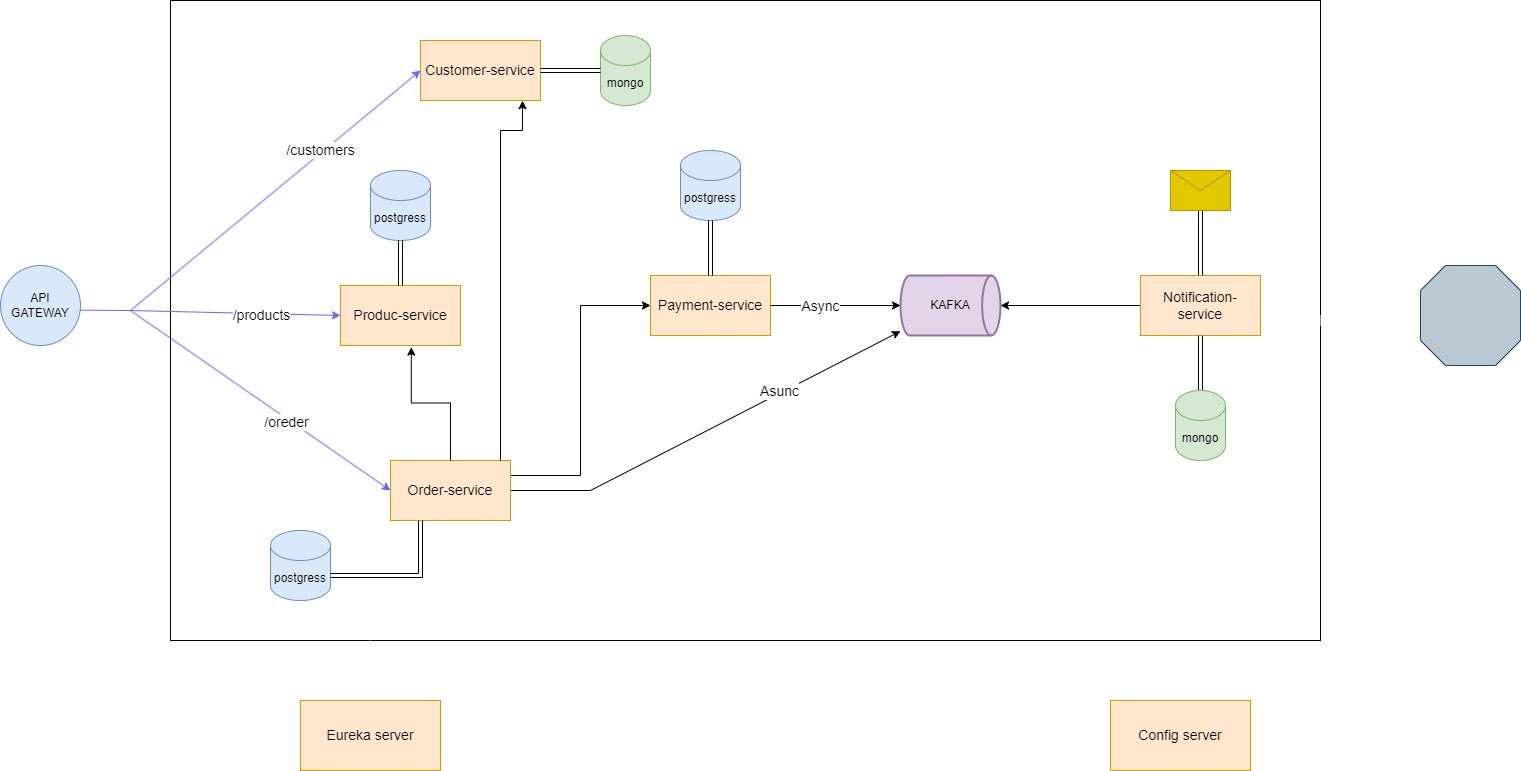 Customer-service
mongo
/customers
postgress
postgress
API
GATEWAY
/products
Produc-service
Payment-service
Async
KAFKA
Notification-
service
Asunc
/oreder
mongo
Order-service
postgress
Eureka server
Config server